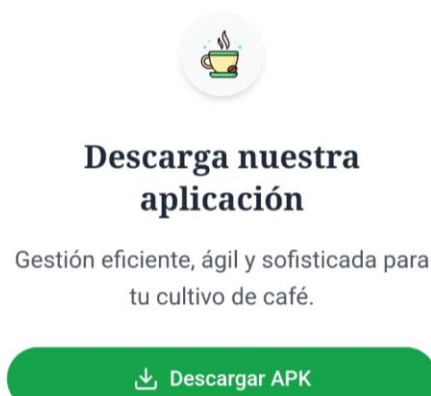 Descarga nuestra
aplicación
Gestión eficiente, ágil y sofisticada para
tu cultivo de café.
Descargar APK